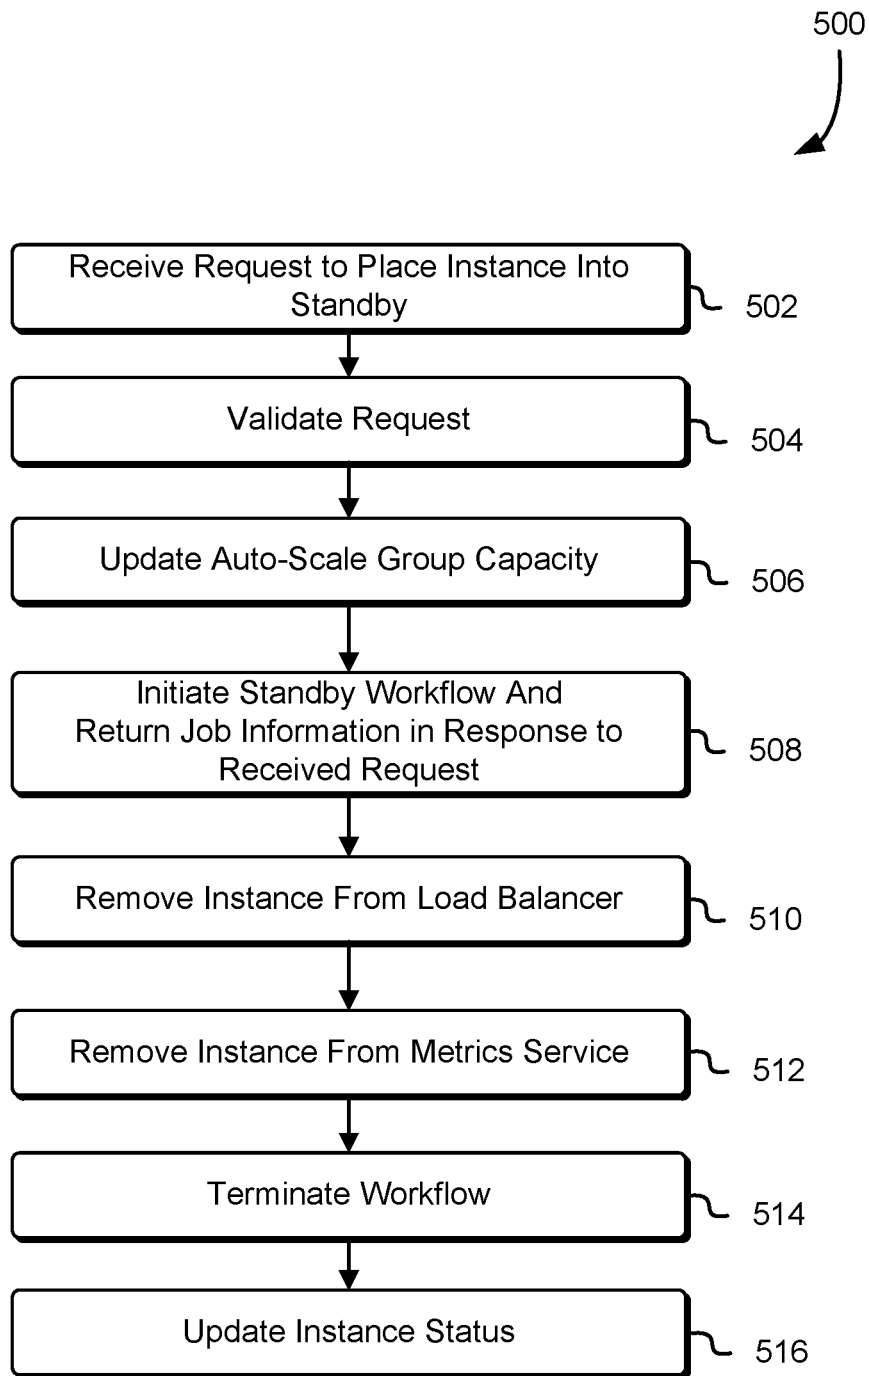 500
Receive Request to Place Instance Into
Standby
502
Validate Request
504
Update Auto-Scale Group Capacity
506
Initiate Standby Workflow And
Return Job Information in Response to
Received Request
508
Remove Instance From Load Balancer
510
Remove Instance From Metrics Service
512
Terminate Workflow
514
Update Instance Status
516